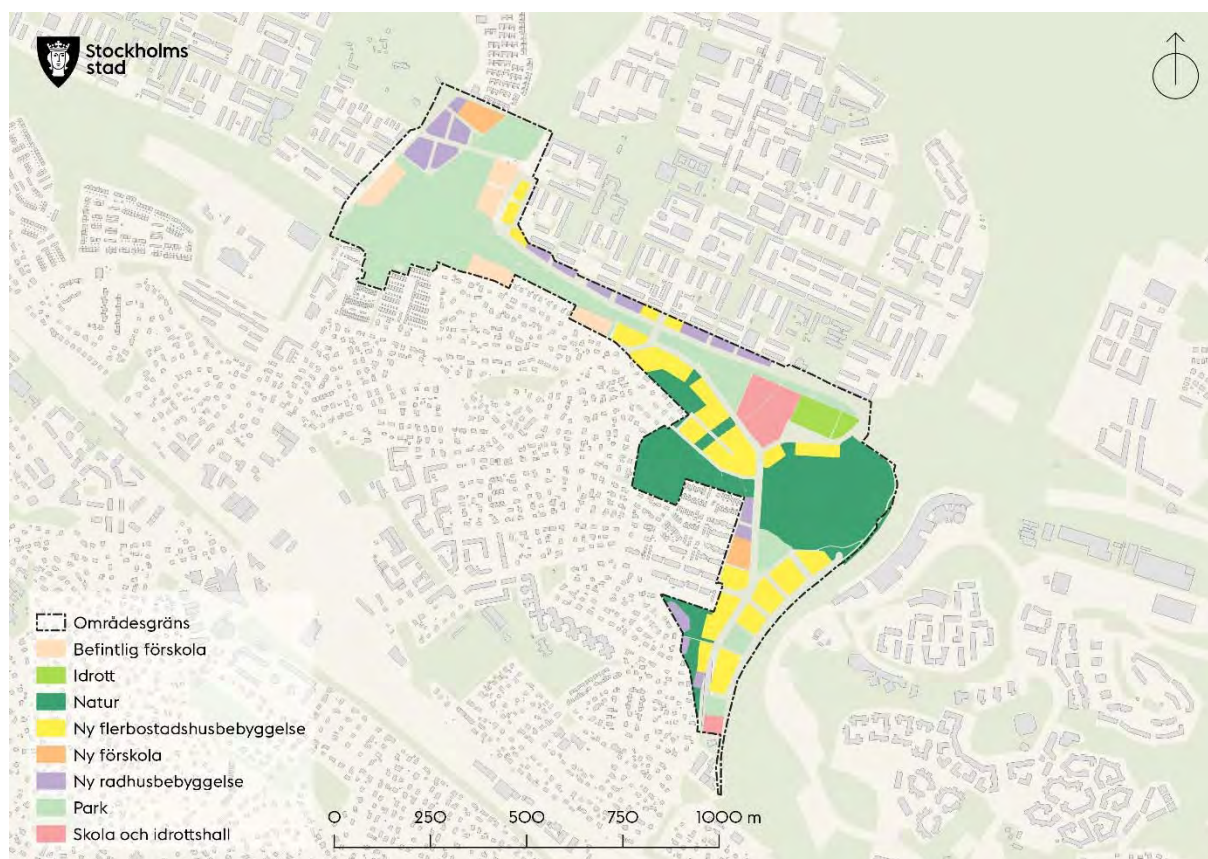 Stockholms
stad
Områdesgräns
Befintlig förskola
Idrott
Natur
Ny flerbostadshusbebyggelse
Ny förskola
Ny radhusbebyggelse
Park
Skola och idrottshall
0 250 500 750 1000 m